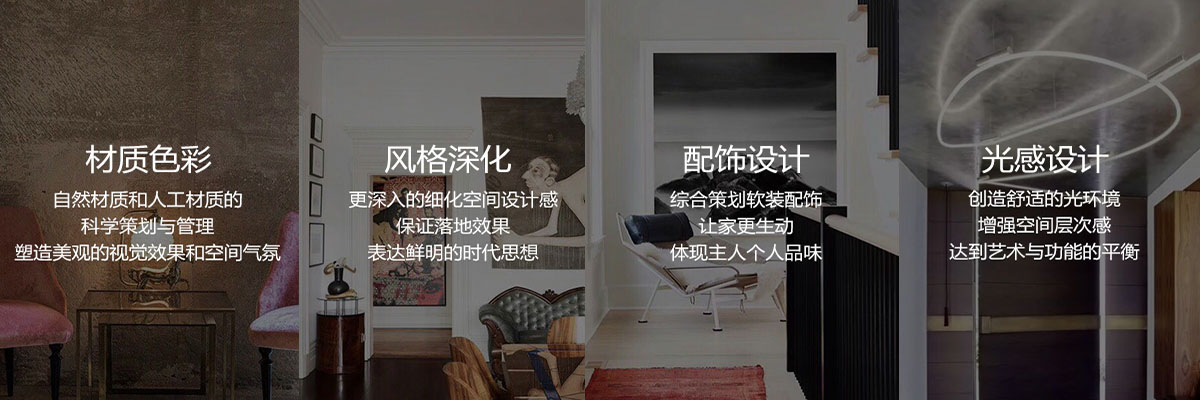 材质色彩
自然材质和人工材质的
科学策划与管理
塑造美观的视觉效果和空间气氛
风格深化
更深入的细化空间设计感
保证落地效果
表达鲜明的时代思想
配饰设计
综合策划软装配饰
让家更生动
体现主人个人品味
光感设计
创造舒适的光环境
增强空间层次感
达到艺术与功能的平衡